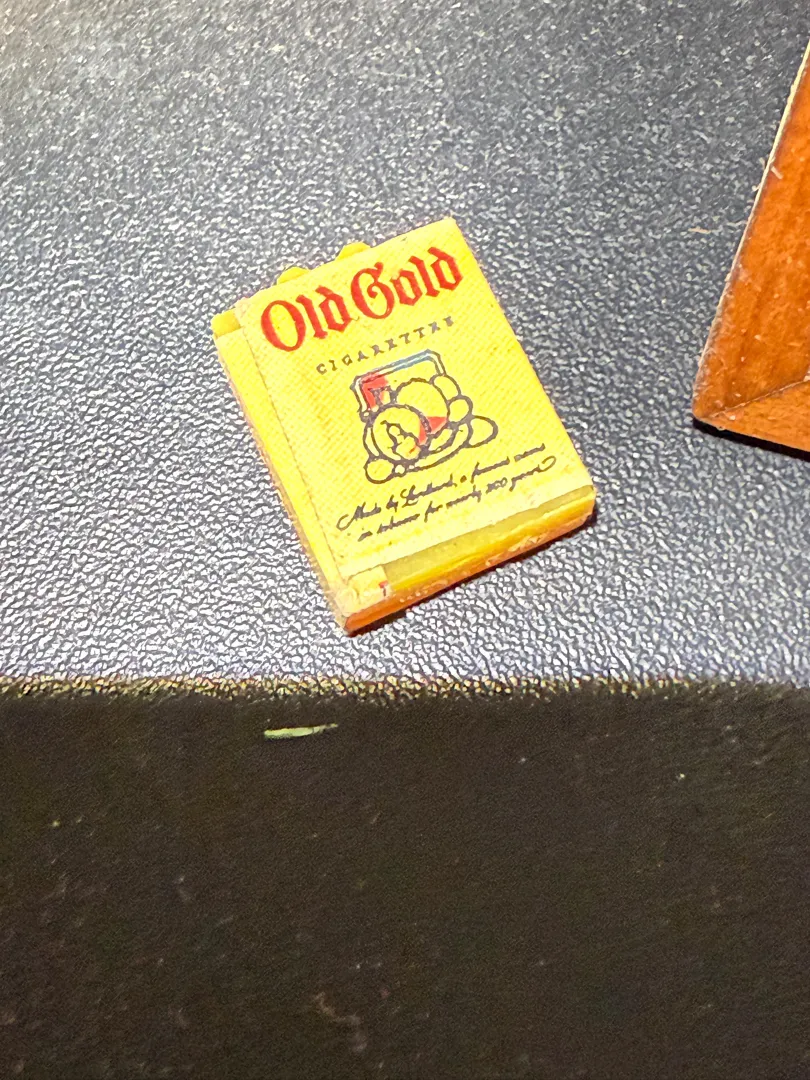 Old Gold
CIGARETTES
Made by Lorillard, a famous name
in tobacco for nearly 200 years